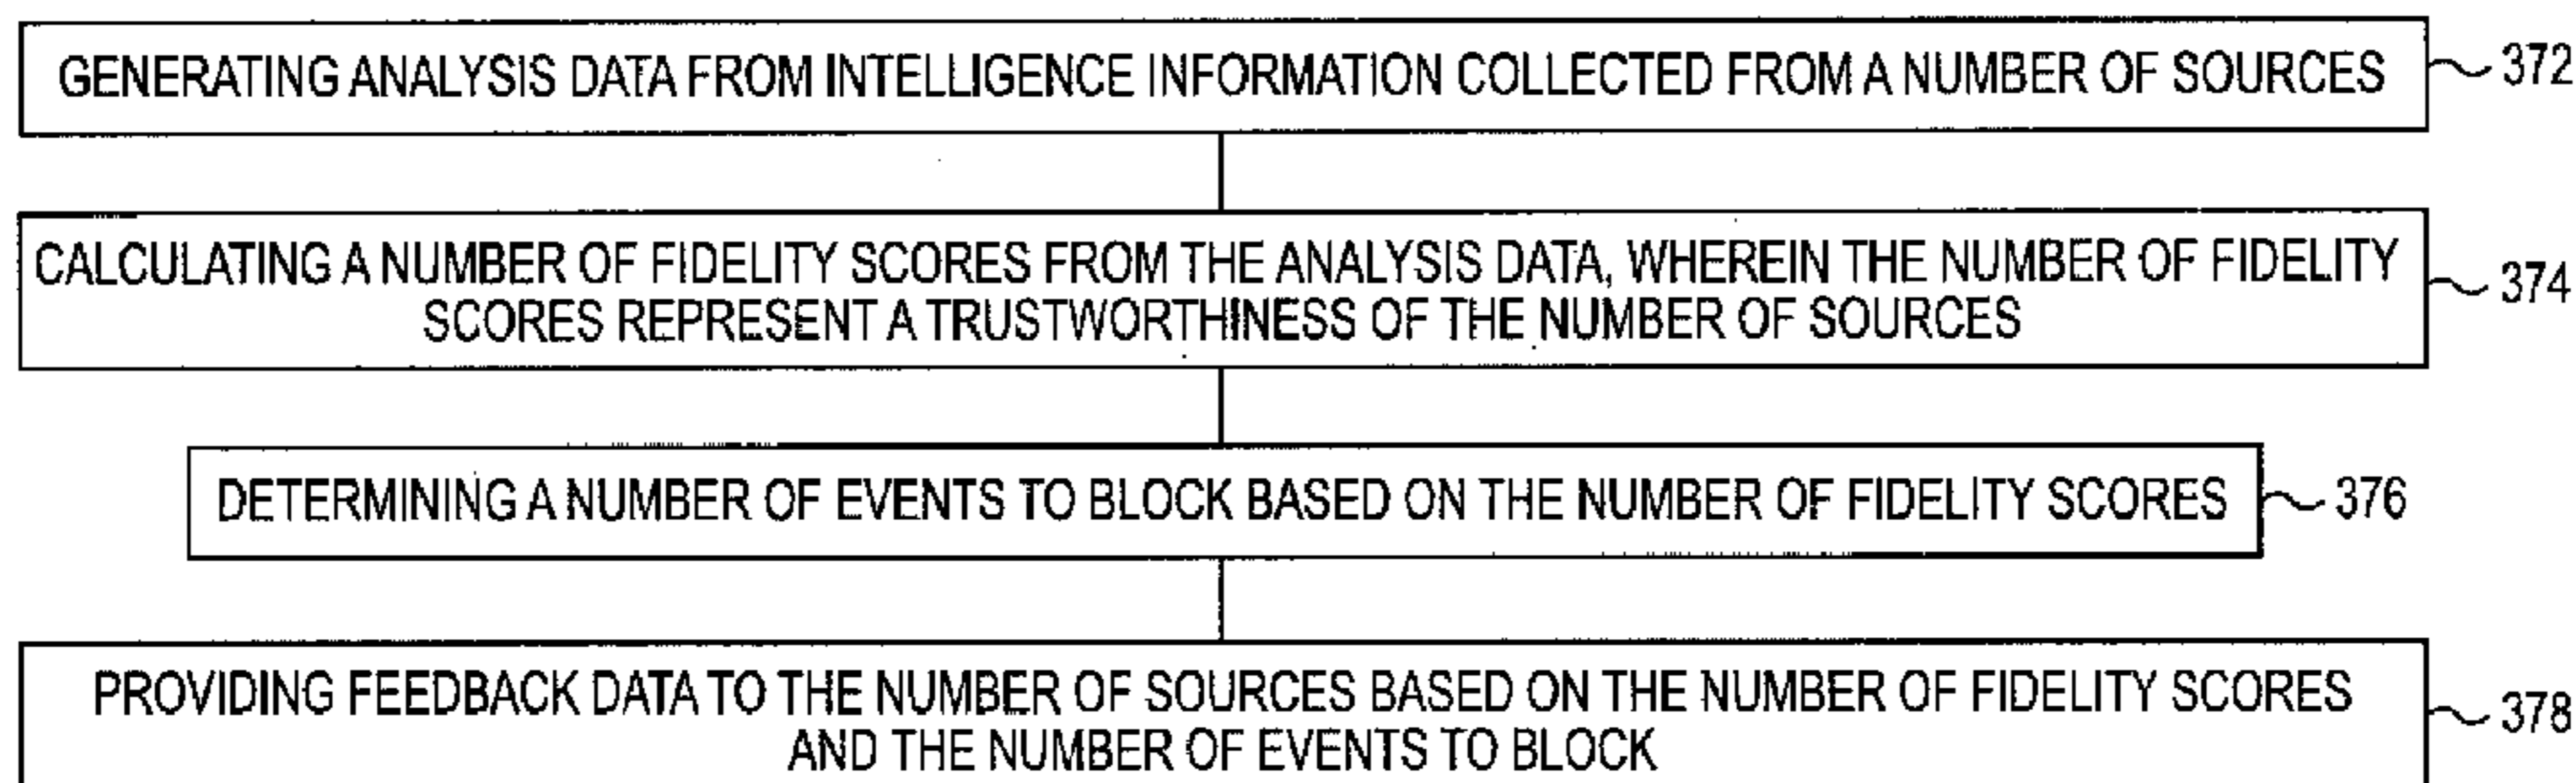 GENERATING ANALYSIS DATA FROM INTELLIGENCE INFORMATION COLLECTED FROM A NUMBER OF SOURCES
372
CALCULATING A NUMBER OF FIDELITY SCORES FROM THE ANALYSIS DATA, WHEREIN THE NUMBER OF FIDELITY
SCORES REPRESENT A TRUSTWORTHINESS OF THE NUMBER OF SOURCES
374
DETERMINING A NUMBER OF EVENTS TO BLOCK BASED ON THE NUMBER OF FIDELITY SCORES
376
PROVIDING FEEDBACK DATA TO THE NUMBER OF SOURCES BASED ON THE NUMBER OF FIDELITY SCORES
AND THE NUMBER OF EVENTS TO BLOCK
378